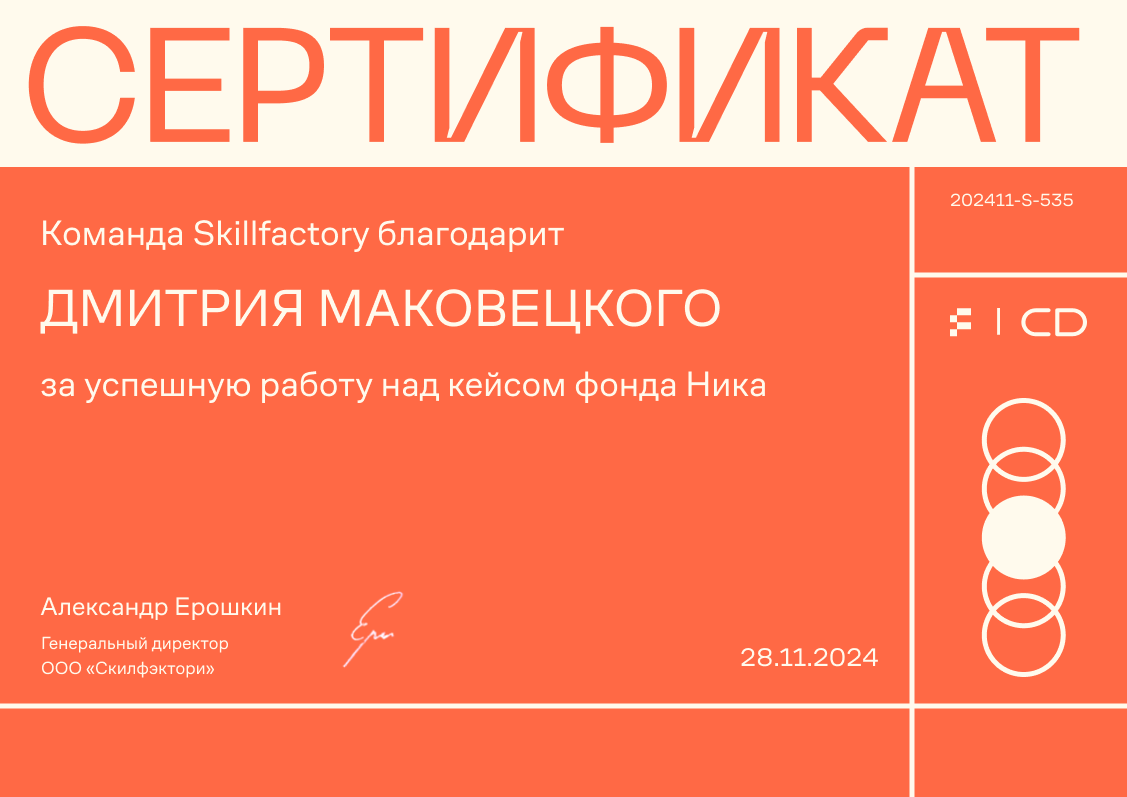 СЕРТИФИКАТ
202411-S-535
Команда Skillfactory благодарит
ДМИТРИЯ МАКОВЕЦКОГО
за успешную работу над кейсом фонда Ника
CD
Александр Ерошкин
Генеральный директор
ООО «Скилфэктори»
28.11.2024